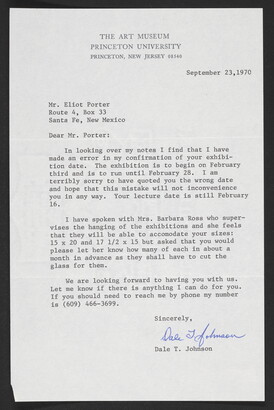 THE ART MUSEUM
PRINCETON UNIVERSITY
PRINCETON, NEW JERSEY 08540
September 23,1970
Mr. Eliot Porter
Route 4, Box 33
Santa Fe, New Mexico
Dear Mr. Porter:
In looking over my notes I find that I have
made an error in my confirmation of your exhibi-
tion date. The exhibition is to begin on February
third and is to run until February 28. I am
terribly sorry to have quoted you the wrong date
and hope that this mistake will not inconvenience
you in any way. Your lecture date is still February
16.
I have spoken with Mrs. Barbara Ross who super-
vises the hanging of the exhibitions and she feels
that they will be able to accomodate your sizes:
15 x 20 and 17 1/2 x 15 but asked that you would
please let her know how many of each in about a
month in advance as they shall have to cut the
glass for them.
We are looking forward to having you with us.
Let me know if there is anything I can do for you.
If you should need to reach me by phone my number
is (609) 466-3699.
Sincerely,
Dale T. Johnson
Dale T. Johnson